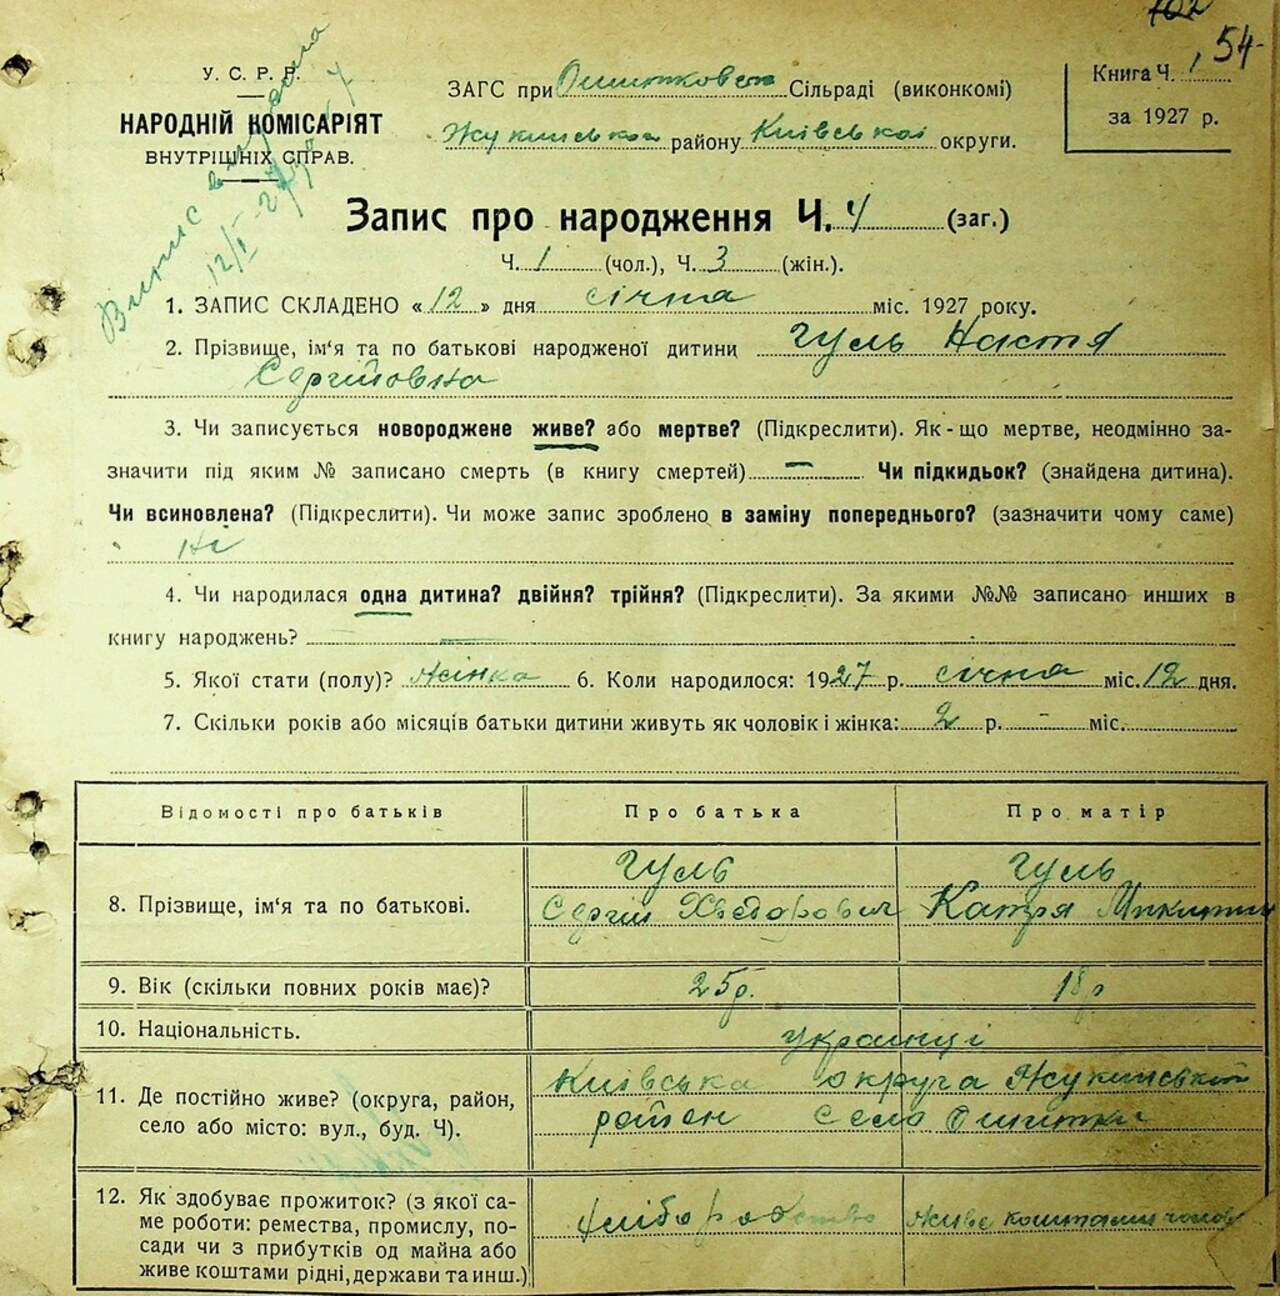 102
54
У. С. Р. Р.
НАРОДНІЙ КОМІСАРІЯТ
ВНУТРІШНІХ СПРАВ.
ЗАГС при Ошитковск Сільраді (виконкомі)
Жукинського району Київської округи.
Книга Ч. 1
за 1927 р.
Запис про народження Ч. 4 (заг.)
Ч. 1 (чол.), Ч. 3 (жін.).
1. ЗАПИС СКЛАДЕНО « 12 » дня січня міс. 1927 року.
2. Прізвище, ім'я та по батькові народженої дитини Гуль Настя
Сергіївна
3. Чи записується новороджене живе? або мертве? (Підкреслити). Як-що мертве, неодмінно за-
значити під яким № записано смерть (в книгу смертей) — Чи підкидьок? (знайдена дитина).
Чи всиновлена? (Підкреслити). Чи може запис зроблено в заміну попереднього? (зазначити чому саме)
Ні
4. Чи народилася одна дитина? двійня? трійня? (Підкреслити). За якими №№ записано инших в
книгу народжень? —
5. Якої стати (полу)? жінка 6. Коли народилося: 1927 р. січня міс. 12 дня.
7. Скільки років або місяців батьки дитини живуть як чоловік і жінка: 2 р. - міс.
Відомості про батьків Про батька Про матір
8. Прізвище, ім'я та по батькові. Гуль Гуль
Сергій Хведорович Катря
9. Вік (скільки повних років має)? 25 р. 18 р
10. Національність. Українці
11. Де постійно живе? (округа, район, Київська округа Жукинський
село або місто: вул., буд. Ч). район село Ошитки
12. Як здобуває прожиток? (з якої са-
ме роботи: ремества, промислу, по- хліборобство живе коштами
сади чи з прибутків од майна або
живе коштами рідні, держави та инш.)
Випис
12/I-27